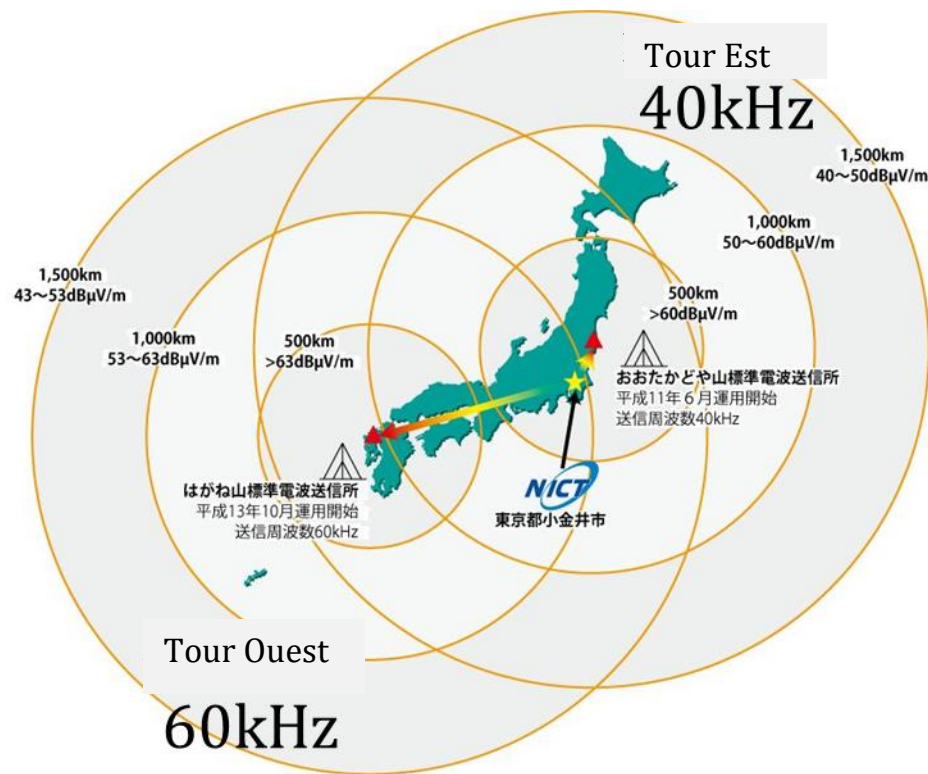 Tour Est
40kHz
1,500km
40～50dBμV/m
1,000km
50～60dBμV/m
500km
>60dBμV/m
おおたかどや山標準電波送信所
平成11年６月運用開始
送信周波数40kHz
1,500km
43～53dBμV/m
1,000km
53～63dBμV/m
500km
>63dBμV/m
はがね山標準電波送信所
平成13年10月運用開始
送信周波数60kHz
NICT
東京都小金井市
Tour Ouest
60kHz